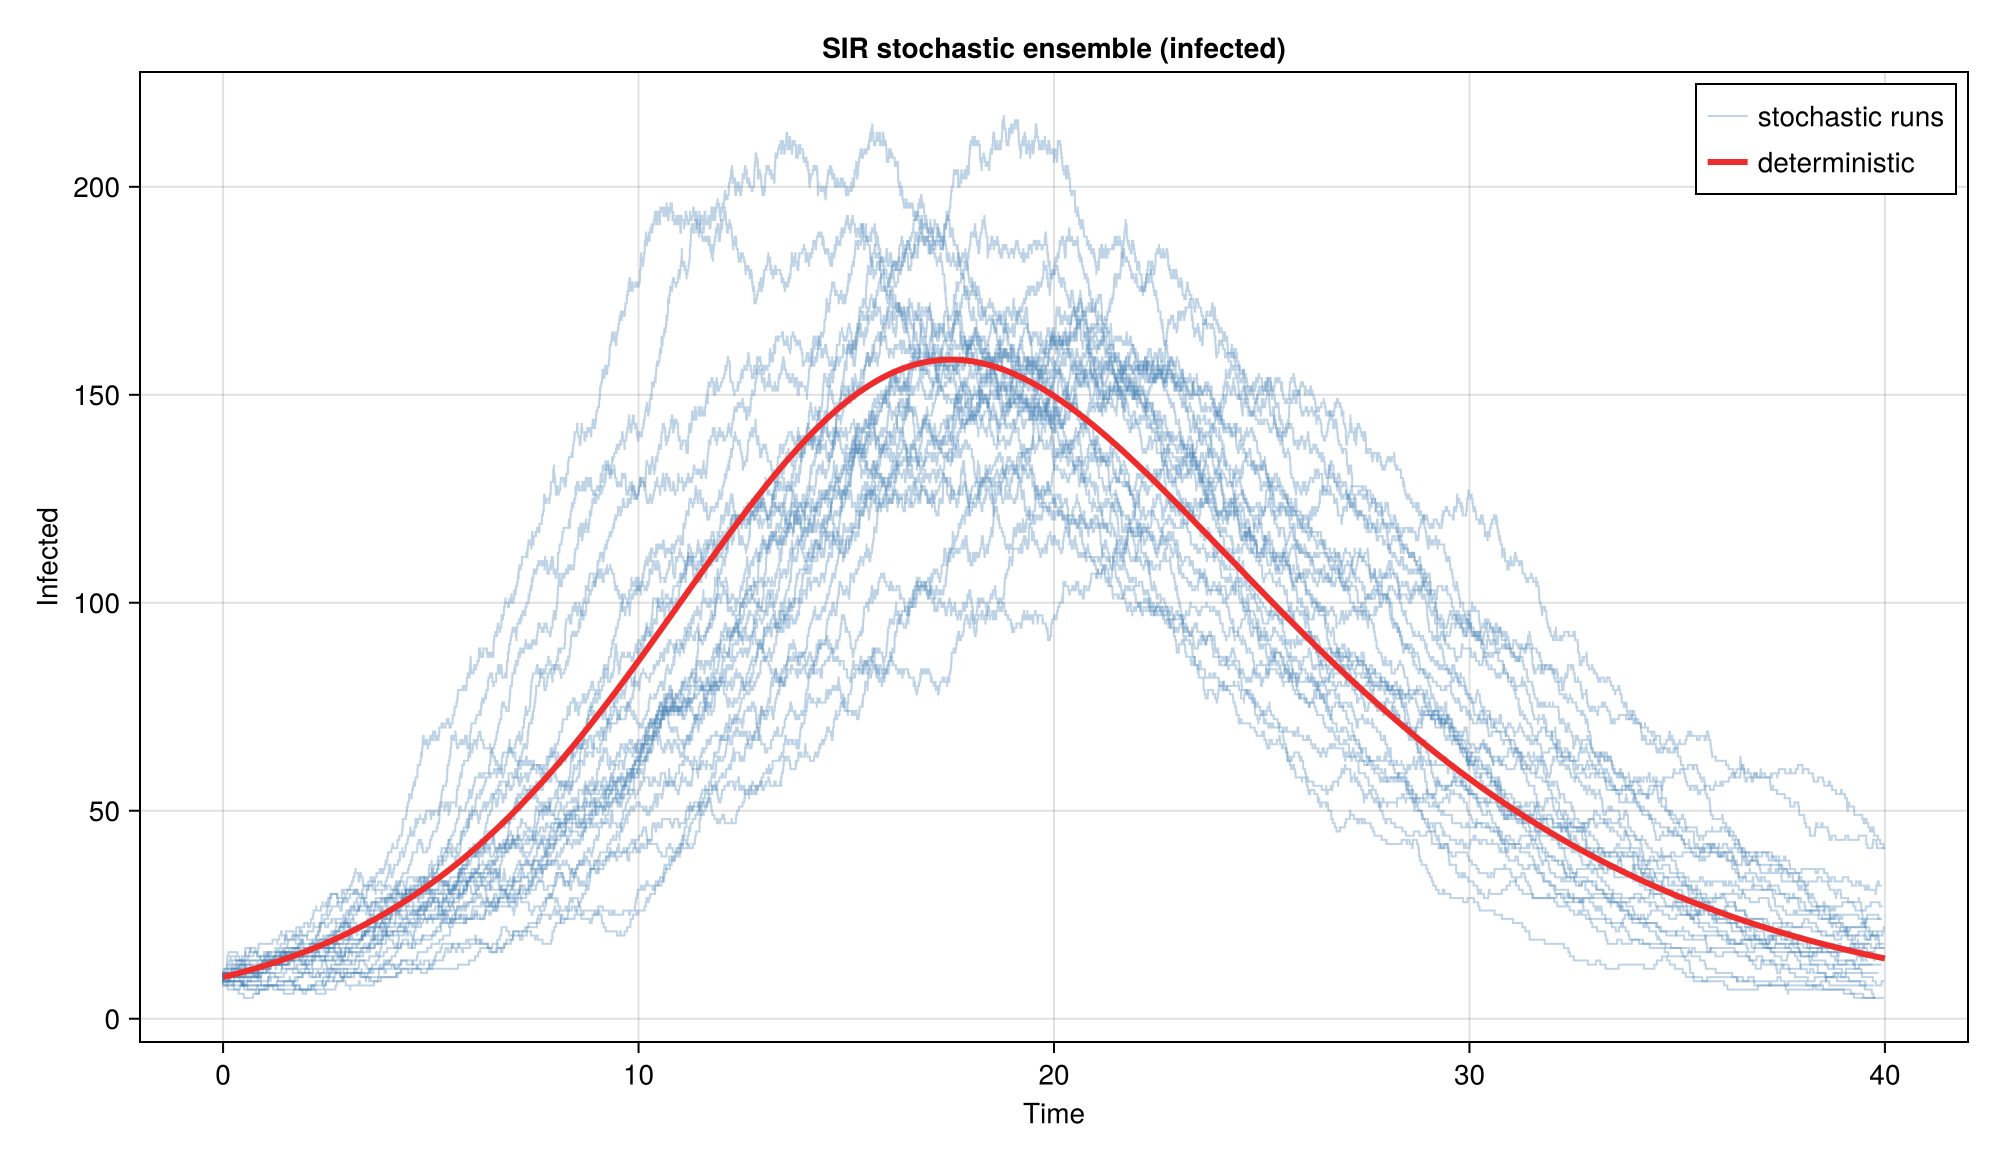 SIR stochastic ensemble (infected)
stochastic runs
deterministic
200
150
100
50
0
Infected
0 10 20 30 40
Time